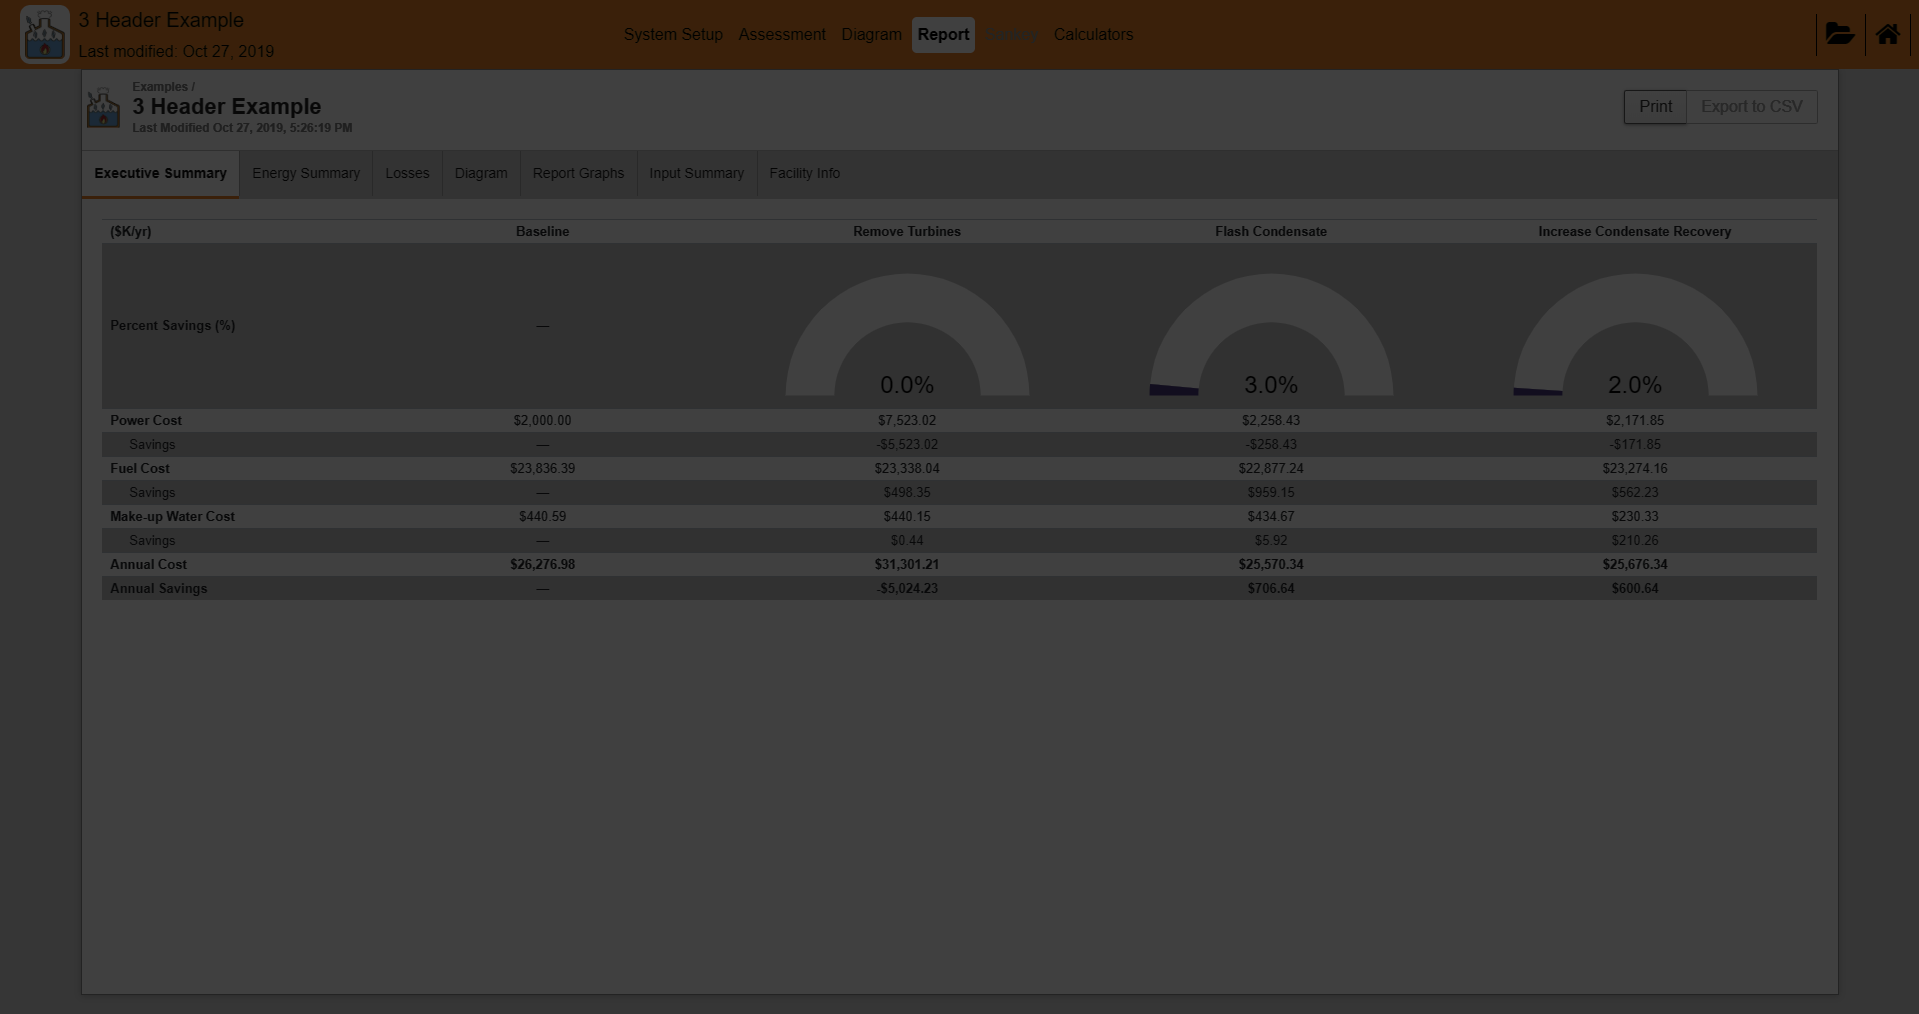 3 Header Example
Last modified: Oct 27, 2019
System Setup Assessment Diagram Report Calculators
Examples /
3 Header Example
Last Modified Oct 27, 2019, 5:26:19 PM
Print Export to CSV
Executive Summary Energy Summary Losses Diagram Report Graphs Input Summary Facility Info
($K/yr) Baseline Remove Turbines Flash Condensate Increase Condensate Recovery
Percent Savings (%) — 0.0% 3.0% 2.0%
Power Cost $2,000.00 $7,523.02 $2,258.43 $2,171.85
Savings — -$5,523.02 -$258.43 -$171.85
Fuel Cost $23,836.39 $23,338.04 $22,877.24 $23,274.16
Savings — $498.35 $959.15 $562.23
Make-up Water Cost $440.59 $440.15 $434.67 $230.33
Savings — $0.44 $5.92 $210.26
Annual Cost $26,276.98 $31,301.21 $25,570.34 $25,676.34
Annual Savings — -$5,024.23 $706.64 $600.64